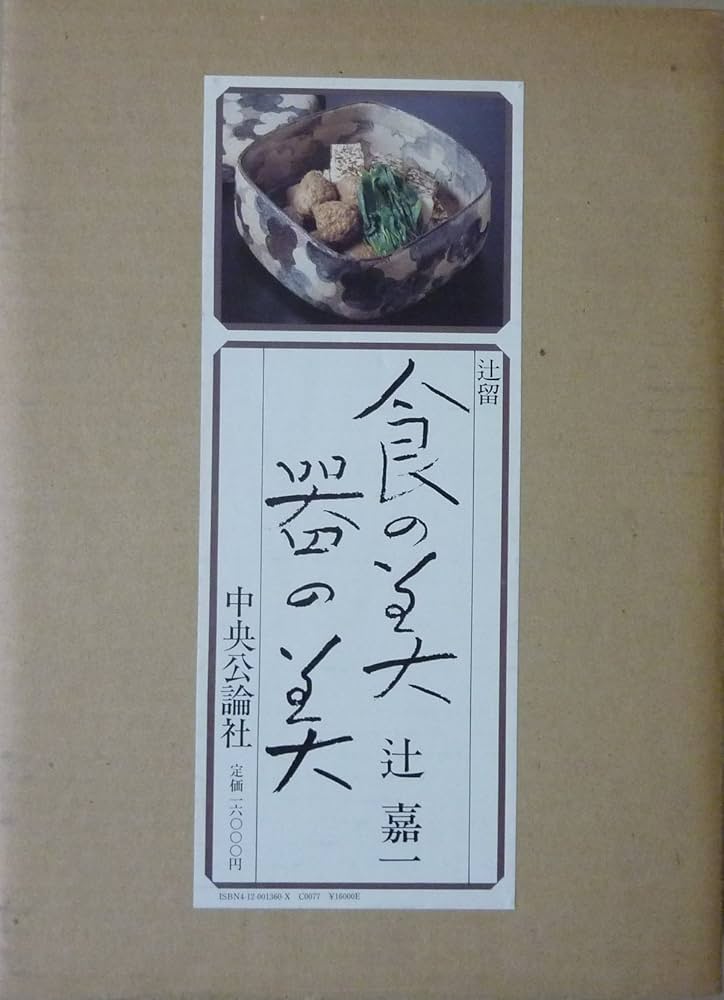 辻留
食の美
器の美
辻嘉一
中央公論社
定価一六〇〇〇円
ISBN4-12-001360-X C0077 ¥16000E